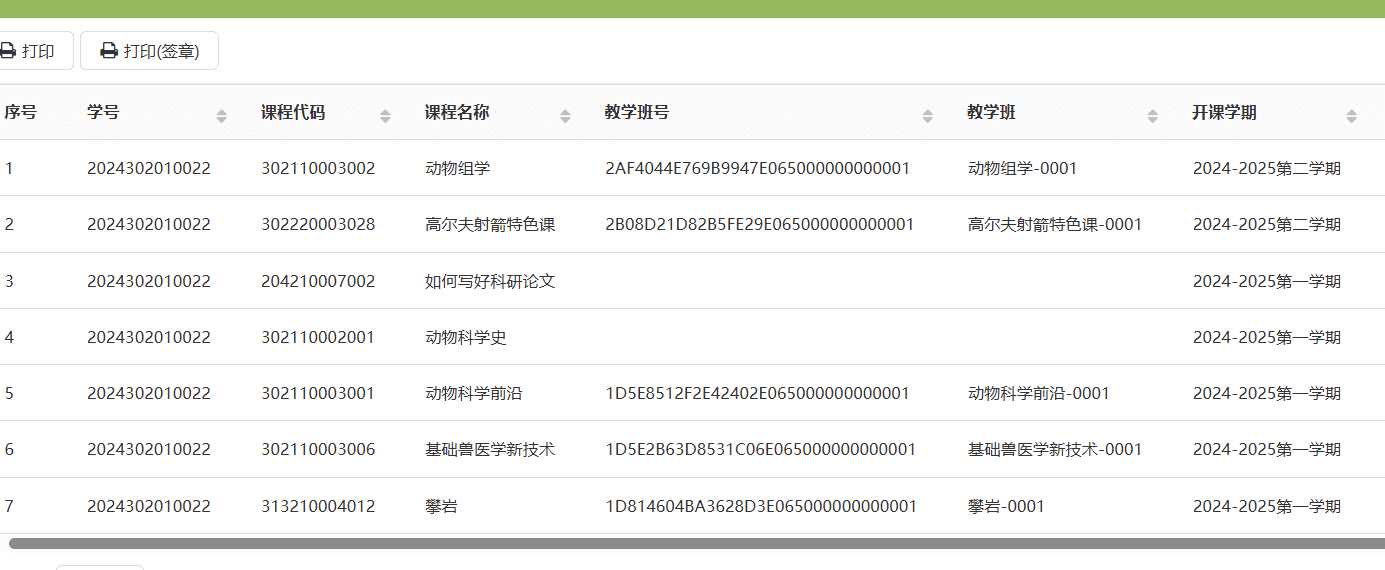 打印 打印(签章)
序号 学号 课程代码 课程名称 教学班号 教学班 开课学期
1 2024302010022 302110003002 动物组学 2AF4044E769B9947E065000000000001 动物组学-0001 2024-2025第二学期
2 2024302010022 302220003028 高尔夫射箭特色课 2B08D21D82B5FE29E065000000000001 高尔夫射箭特色课-0001 2024-2025第二学期
3 2024302010022 204210007002 如何写好科研论文 2024-2025第一学期
4 2024302010022 302110002001 动物科学史 2024-2025第一学期
5 2024302010022 302110003001 动物科学前沿 1D5E8512F2E42402E065000000000001 动物科学前沿-0001 2024-2025第一学期
6 2024302010022 302110003006 基础兽医学新技术 1D5E2B63D8531C06E065000000000001 基础兽医学新技术-0001 2024-2025第一学期
7 2024302010022 313210004012 攀岩 1D814604BA3628D3E065000000000001 攀岩-0001 2024-2025第一学期